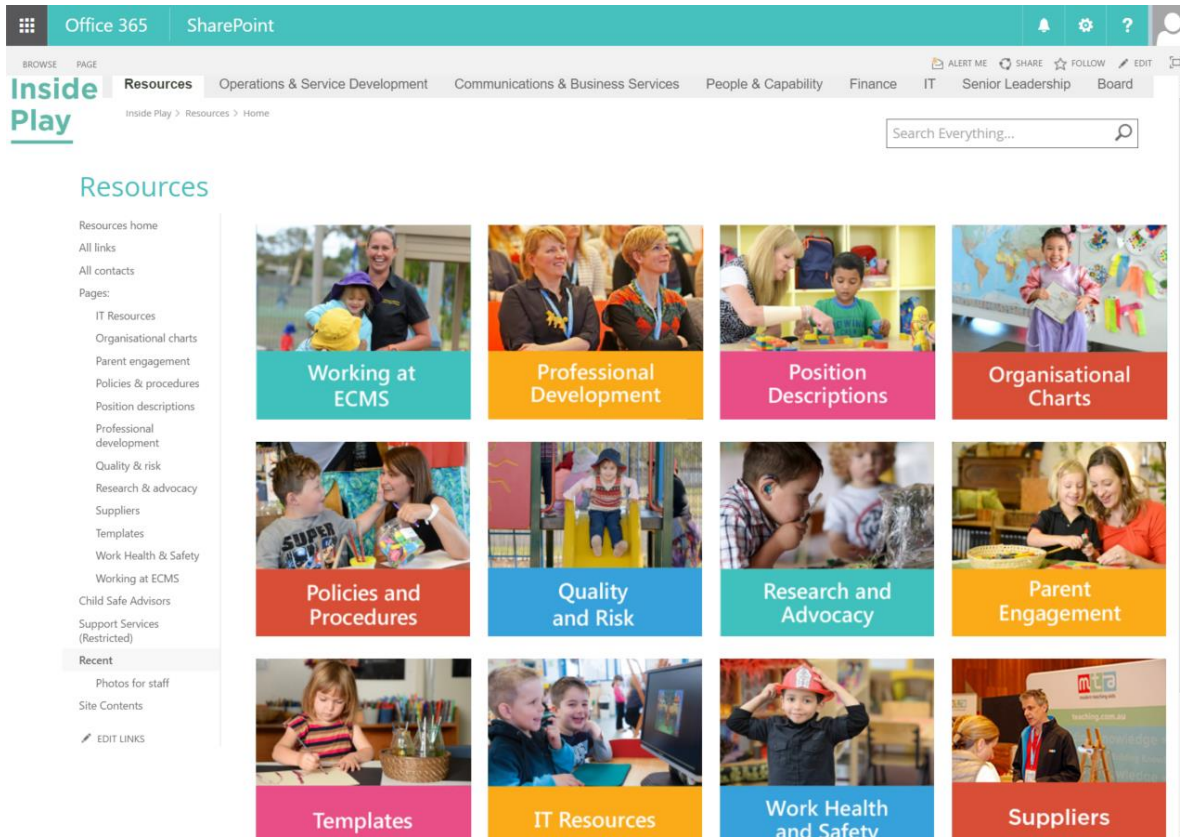 Office 365 SharePoint ?
BROWSE PAGE ALERT ME SHARE FOLLOW EDIT
Inside Play
Resources Operations & Service Development Communications & Business Services People & Capability Finance IT Senior Leadership Board
Inside Play > Resources > Home
Search Everything...
Resources
Resources home
All links
All contacts
Pages:
IT Resources
Organisational charts
Parent engagement
Policies & procedures
Position descriptions
Professional
development
Quality & risk
Research & advocacy
Suppliers
Templates
Work Health & Safety
Working at ECMS
Child Safe Advisors
Support Services
(Restricted)
Recent
Photos for staff
Site Contents
EDIT LINKS
Working at
ECMS
Professional
Development
Position
Descriptions
Organisational
Charts
SUPER
Policies and
Procedures
Quality
and Risk
Research and
Advocacy
Parent
Engagement
Templates
IT Resources
Work Health
and Safety
mta
teaching.com.au
Suppliers